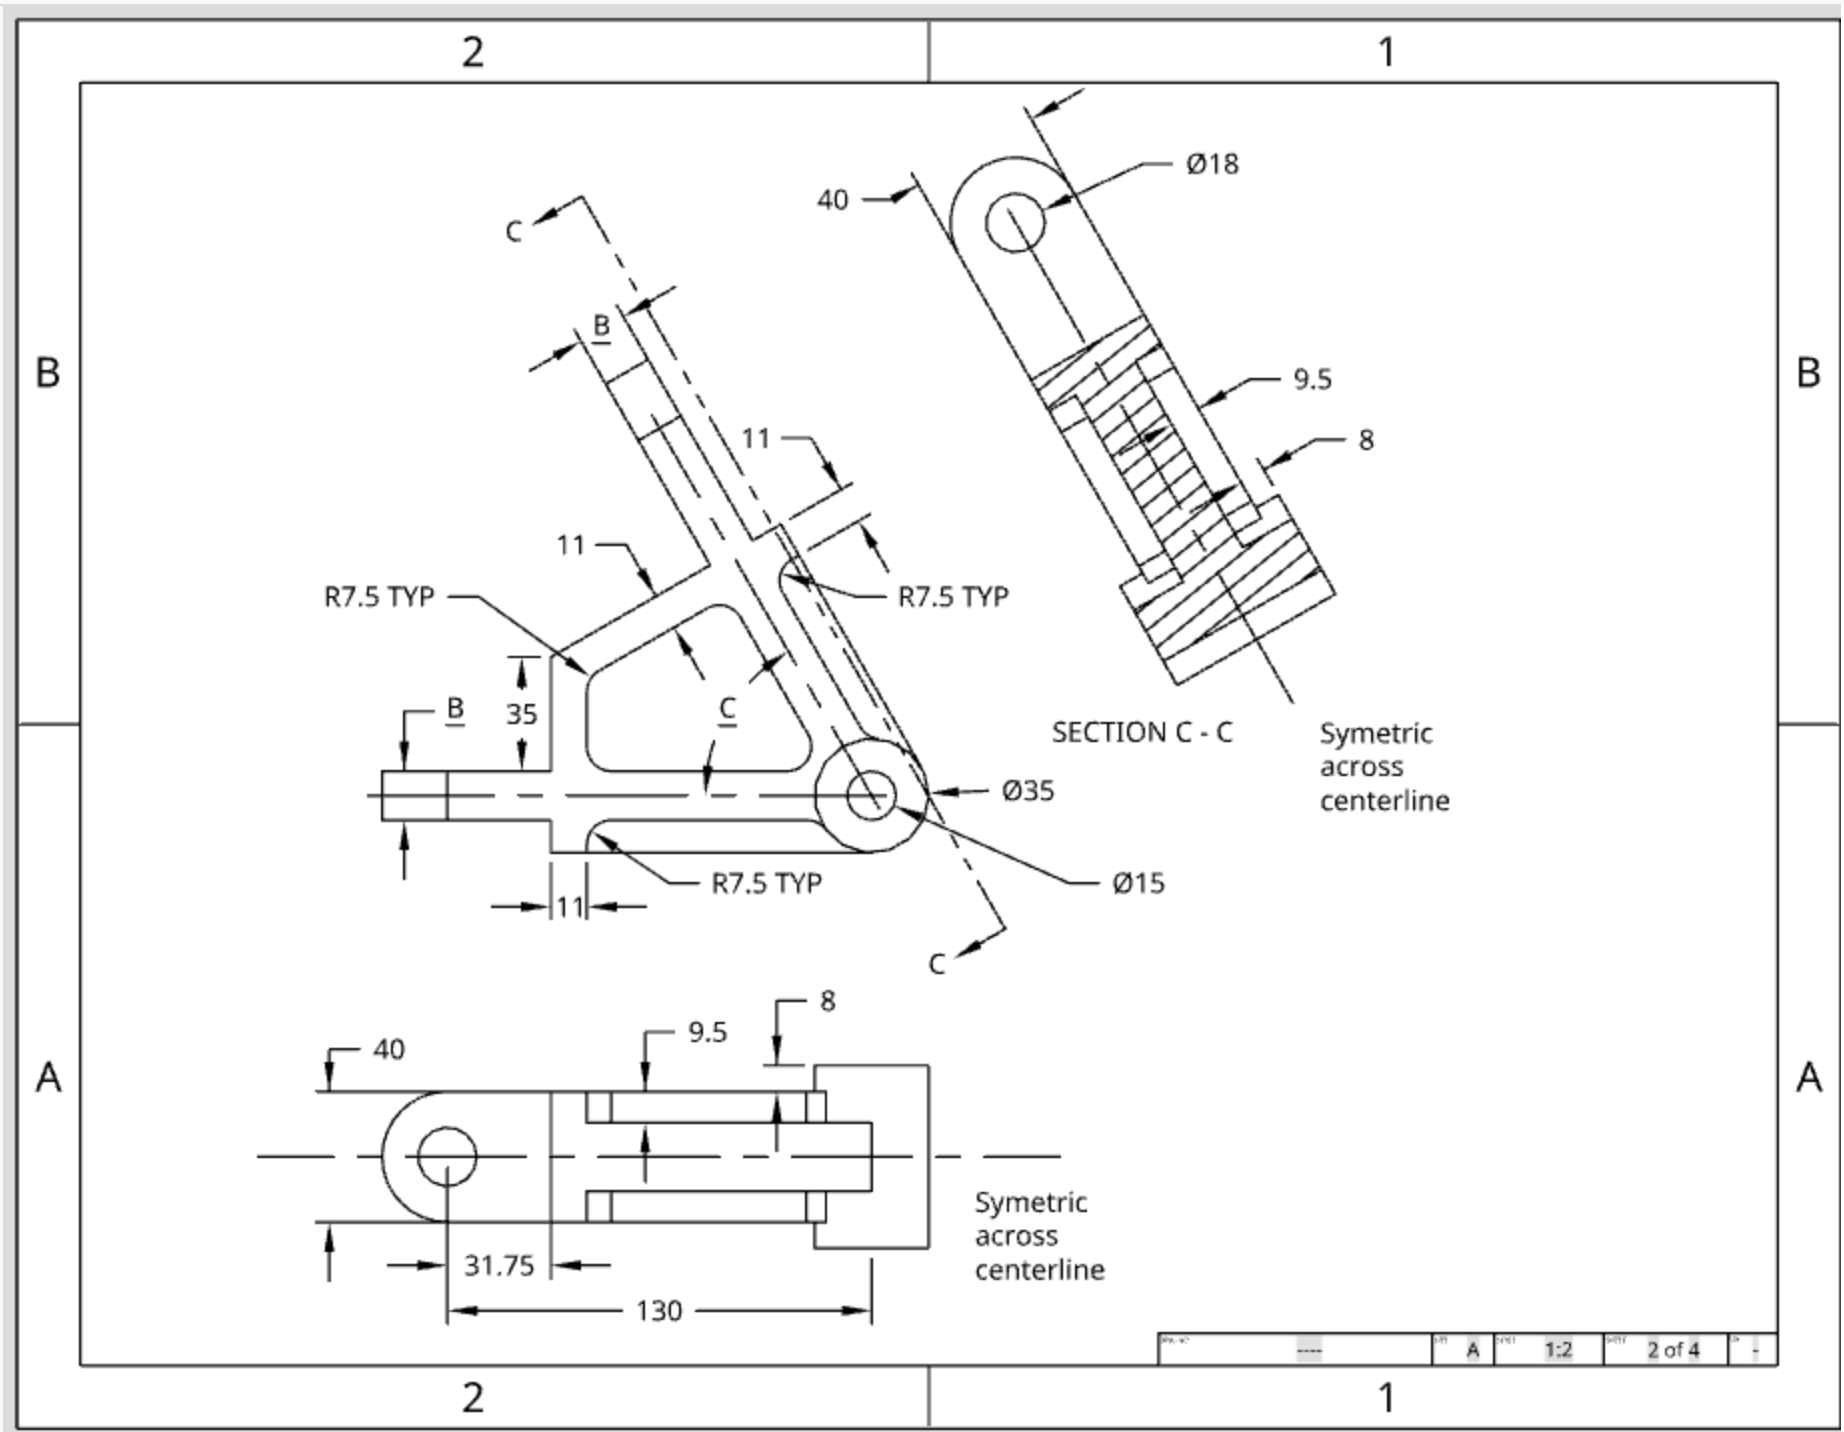 2
1
B
B
C
40
Ø18
B
11
9.5
8
11
R7.5 TYP
R7.5 TYP
B
35
C
SECTION C - C
Symetric
across
centerline
Ø35
R7.5 TYP
Ø15
11
C
8
9.5
40
A
A
Symetric
across
centerline
31.75
130
----
A
1:2
2 of 4
-
2
1